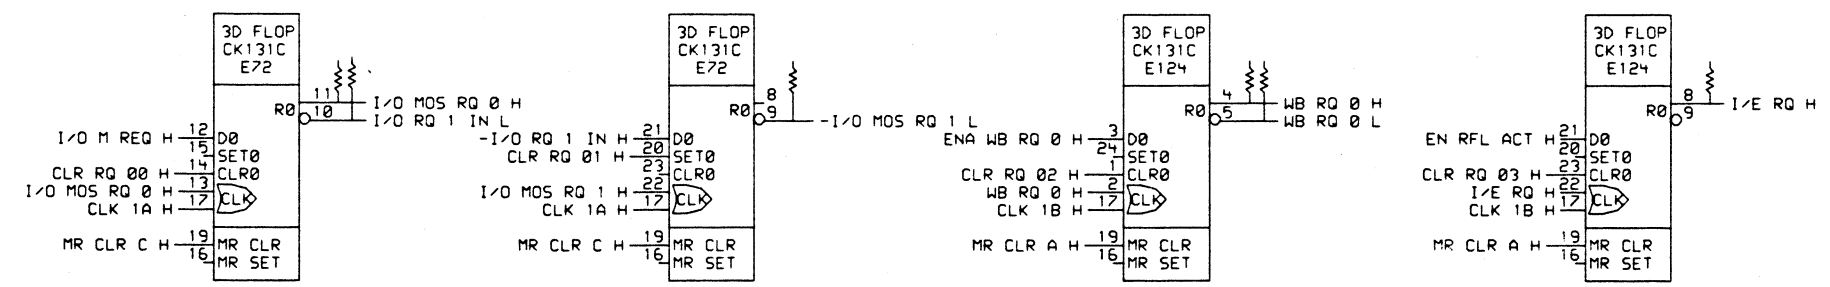 3D FLOP
CK131C
E72
11
I/O MOS RQ 0 H
R0
10
I/O RQ 1 IN L
I/O M REQ H
12
D0
15
SET0
CLR RQ 00 H
14
CLR0
I/O MOS RQ 0 H
13
CLK
CLK 1A H
17
MR CLR C H
19
MR CLR
16
MR SET
3D FLOP
CK131C
E72
8
R0
9
-I/O MOS RQ 1 L
-I/O RQ 1 IN H
21
D0
CLR RQ 01 H
20
SET0
23
CLR0
I/O MOS RQ 1 H
22
CLK
CLK 1A H
17
MR CLR C H
19
MR CLR
16
MR SET
3D FLOP
CK131C
E124
4
WB RQ 0 H
R0
5
WB RQ 0 L
ENA WB RQ 0 H
3
D0
24
SET0
CLR RQ 02 H
1
CLR0
WB RQ 0 H
2
CLK
CLK 1B H
17
MR CLR A H
19
MR CLR
16
MR SET
3D FLOP
CK131C
E124
8
I/E RQ H
R0
9
EN RFL ACT H
21
D0
20
SET0
CLR RQ 03 H
23
CLR0
I/E RQ H
22
CLK
CLK 1B H
17
MR CLR A H
19
MR CLR
16
MR SET